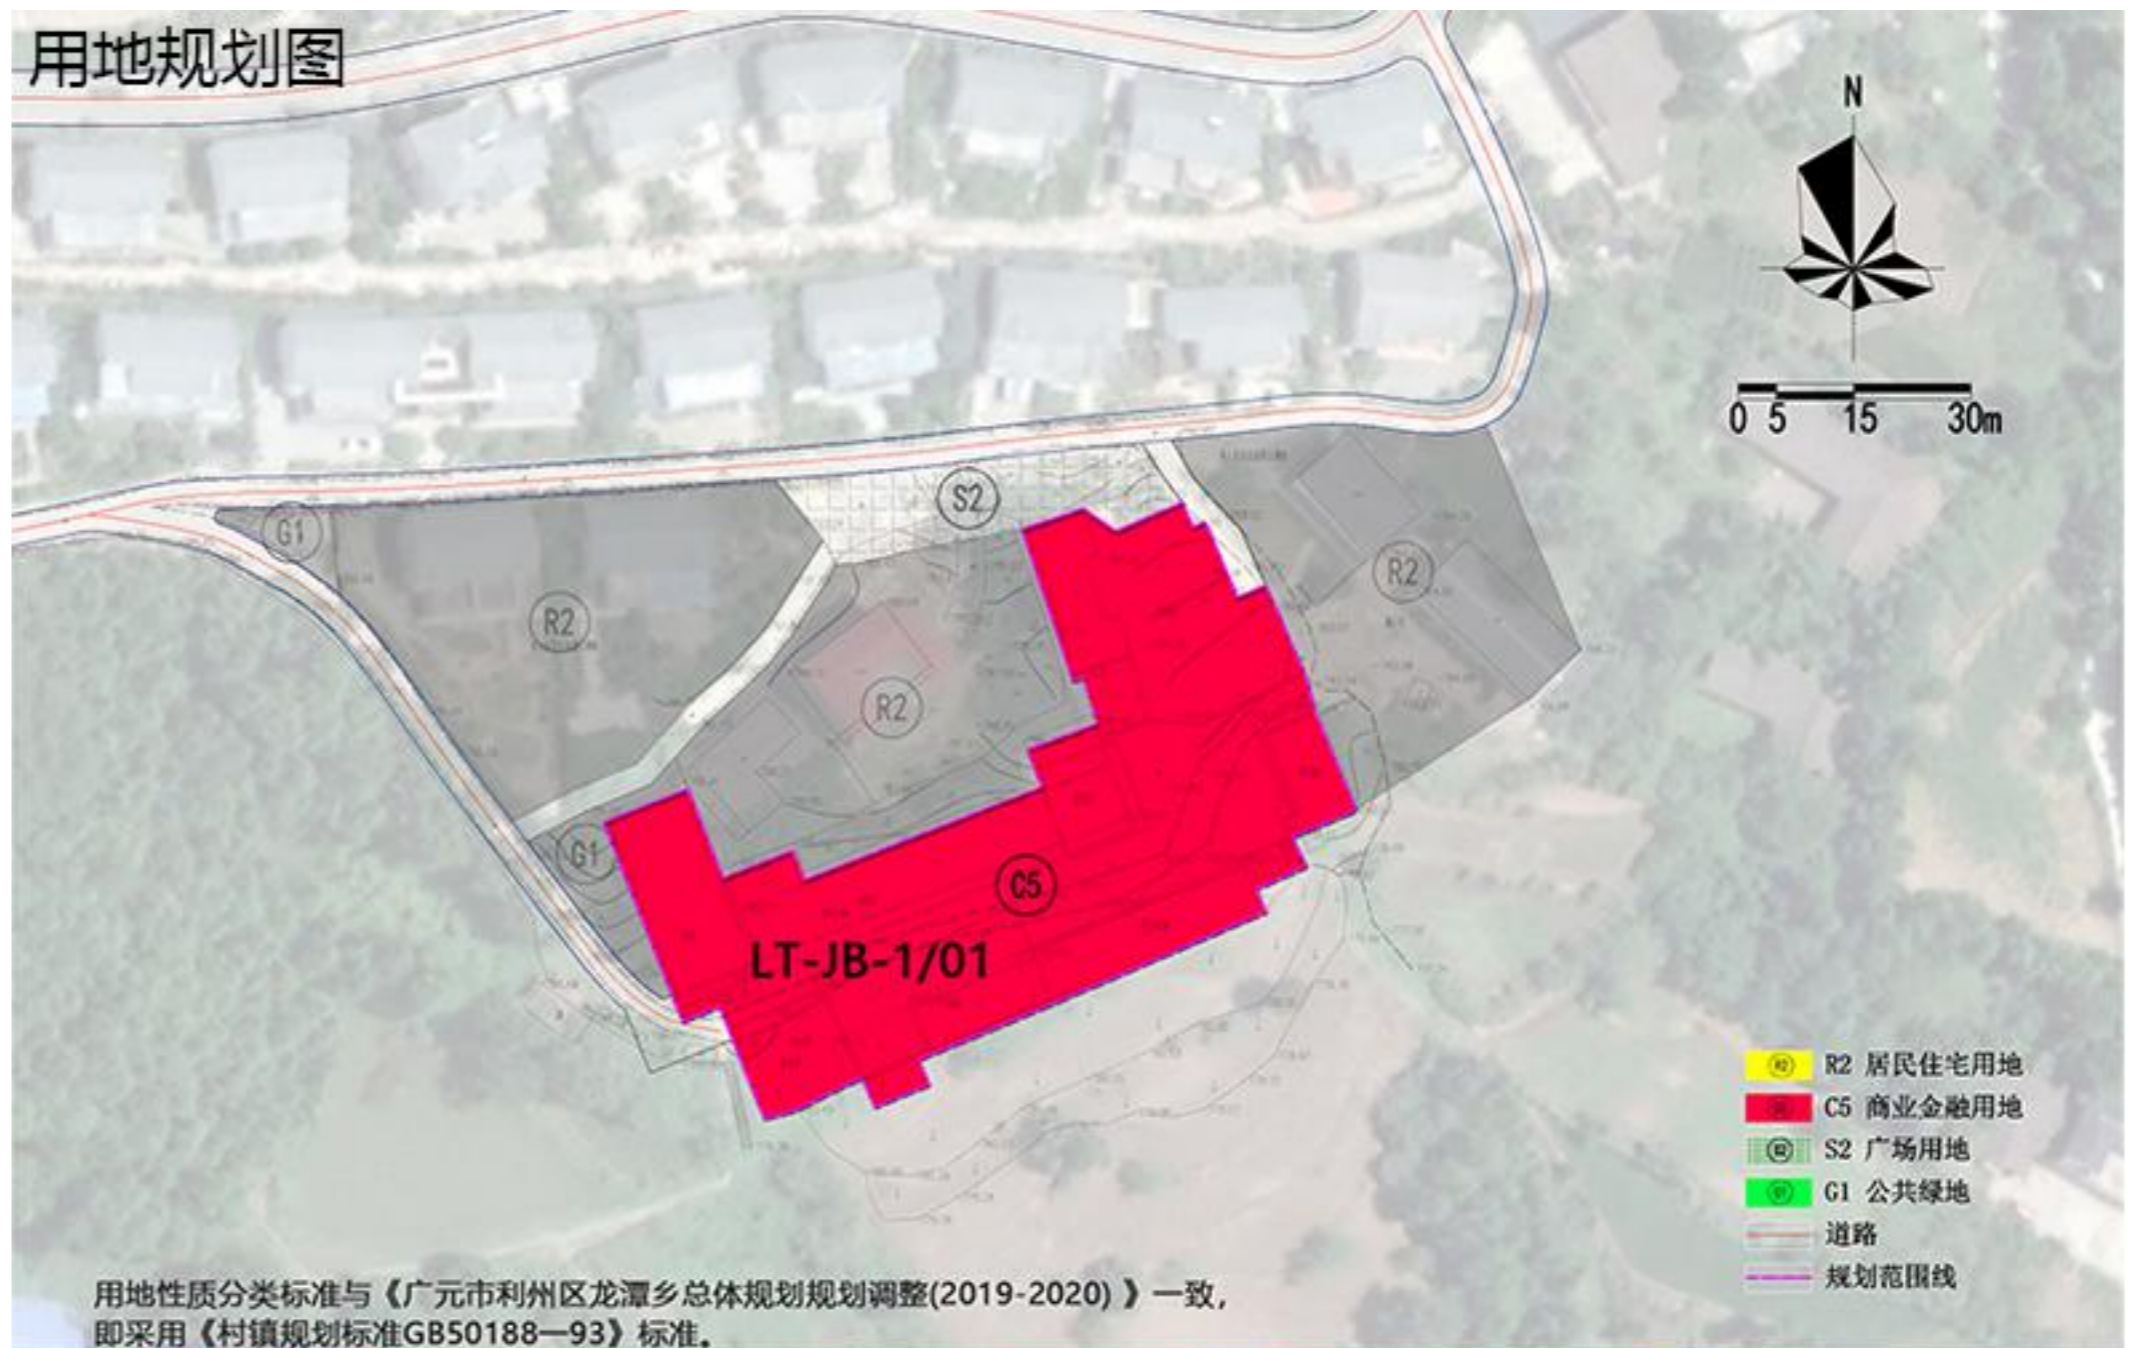 用地规划图
N
0 5 15 30m
S2
G1
R2
R2
R2
G1
C5
LT-JB-1/01
R2 居民住宅用地
C5 商业金融用地
S2 广场用地
G1 公共绿地
道路
规划范围线
用地性质分类标准与《广元市利州区龙潭乡总体规划规划调整(2019-2020) 》一致,
即采用《村镇规划标准GB50188—93》标准。